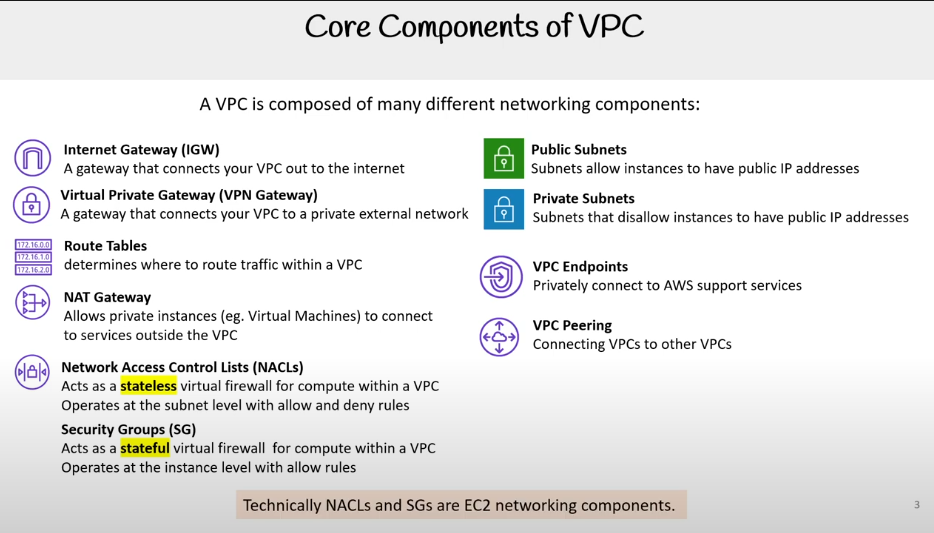 Core Components of VPC
A VPC is composed of many different networking components:
Internet Gateway (IGW)
A gateway that connects your VPC out to the internet
Virtual Private Gateway (VPN Gateway)
A gateway that connects your VPC to a private external network
172.16.0.0
172.16.1.0
172.16.2.0
Route Tables
determines where to route traffic within a VPC
NAT Gateway
Allows private instances (eg. Virtual Machines) to connect
to services outside the VPC
Network Access Control Lists (NACLs)
Acts as a stateless virtual firewall for compute within a VPC
Operates at the subnet level with allow and deny rules
Security Groups (SG)
Acts as a stateful virtual firewall for compute within a VPC
Operates at the instance level with allow rules
Public Subnets
Subnets allow instances to have public IP addresses
Private Subnets
Subnets that disallow instances to have public IP addresses
VPC Endpoints
Privately connect to AWS support services
VPC Peering
Connecting VPCs to other VPCs
Technically NACLs and SGs are EC2 networking components.
3